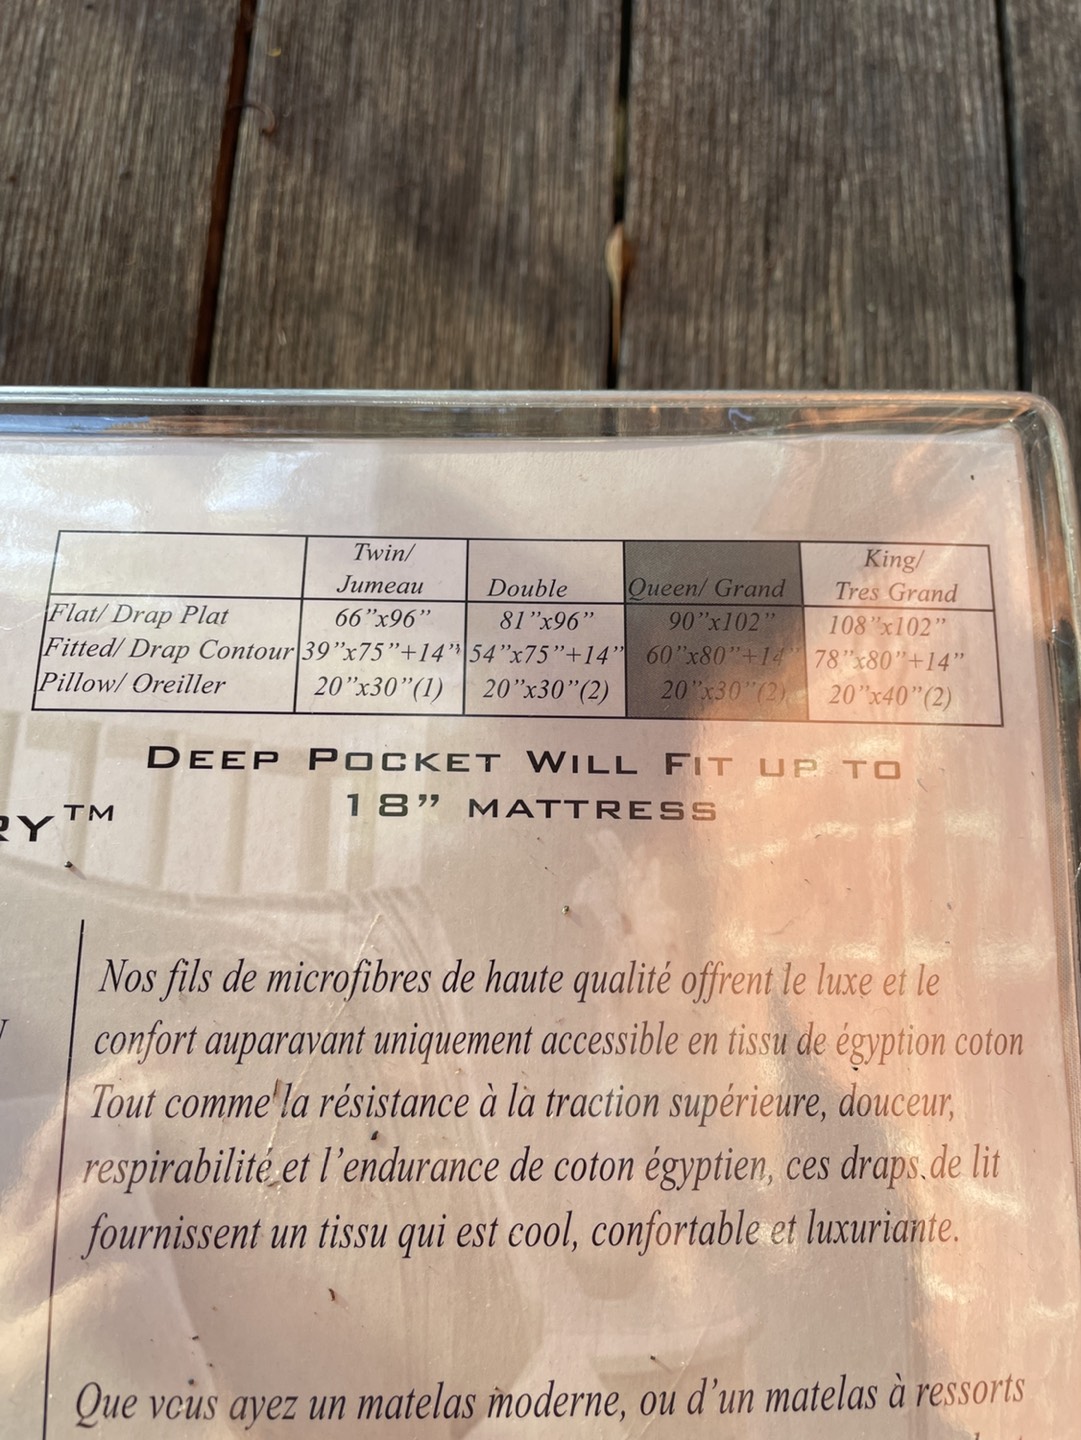 Twin/ Jumeau Double Queen/ Grand King/ Tres Grand
Flat/ Drap Plat 66”x96” 81”x96” 90”x102” 108”x102”
Fitted/ Drap Contour 39”x75”+14” 54”x75”+14” 60”x80”+14” 78”x80”+14”
Pillow/ Oreiller 20”x30”(1) 20”x30”(2) 20”x30”(2) 20”x40”(2)
DEEP POCKET WILL FIT UP TO
18” MATTRESS
RY™
Nos fils de microfibres de haute qualité offrent le luxe et le
confort auparavant uniquement accessible en tissu de égyption coton
Tout comme la résistance à la traction supérieure, douceur,
respirabilité et l’endurance de coton égyptien, ces draps de lit
fournissent un tissu qui est cool, confortable et luxuriante.
Que vous ayez un matelas moderne, ou d’un matelas à ressorts